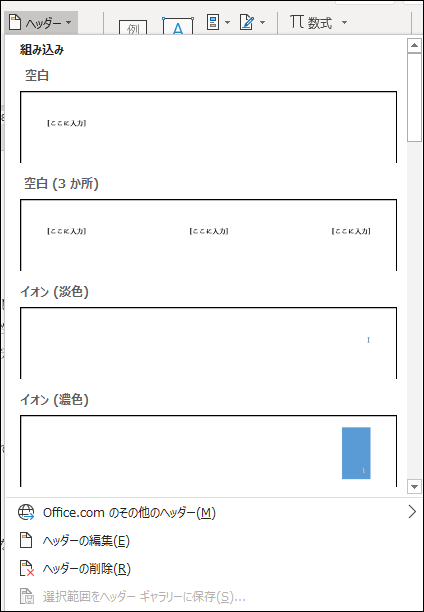 ヘッダー
例
A
π 数式
組み込み
空白
[ここに入力]
空白 (3 か所)
[ここに入力] [ここに入力] [ここに入力]
イオン (淡色)
1
イオン (濃色)
1
Office.com のその他のヘッダー(M)
ヘッダーの編集(E)
ヘッダーの削除(R)
選択範囲をヘッダー ギャラリーに保存(S)...